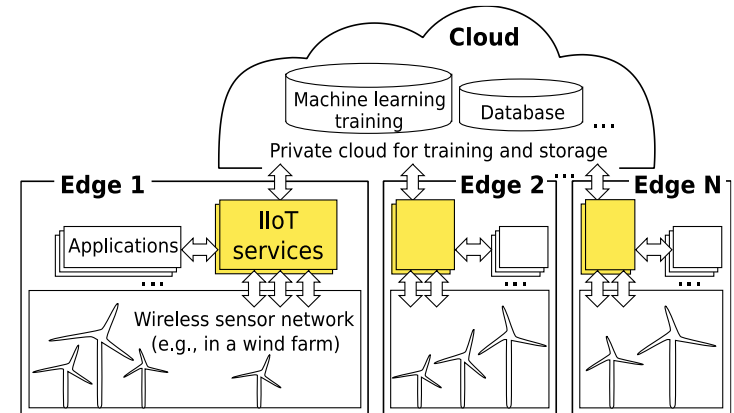 Cloud
Machine learning
training
Database
...
Private cloud for training and storage
Edge 1
...
Edge 2
Edge N
IIoT
services
Applications
...
...
...
Wireless sensor network
(e.g., in a wind farm)